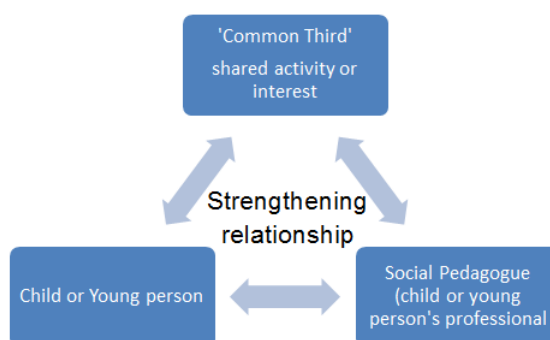 'Common Third'
shared activity or
interest
Strengthening
relationship
Child or Young person
Social Pedagogue
(child or young
person's professional